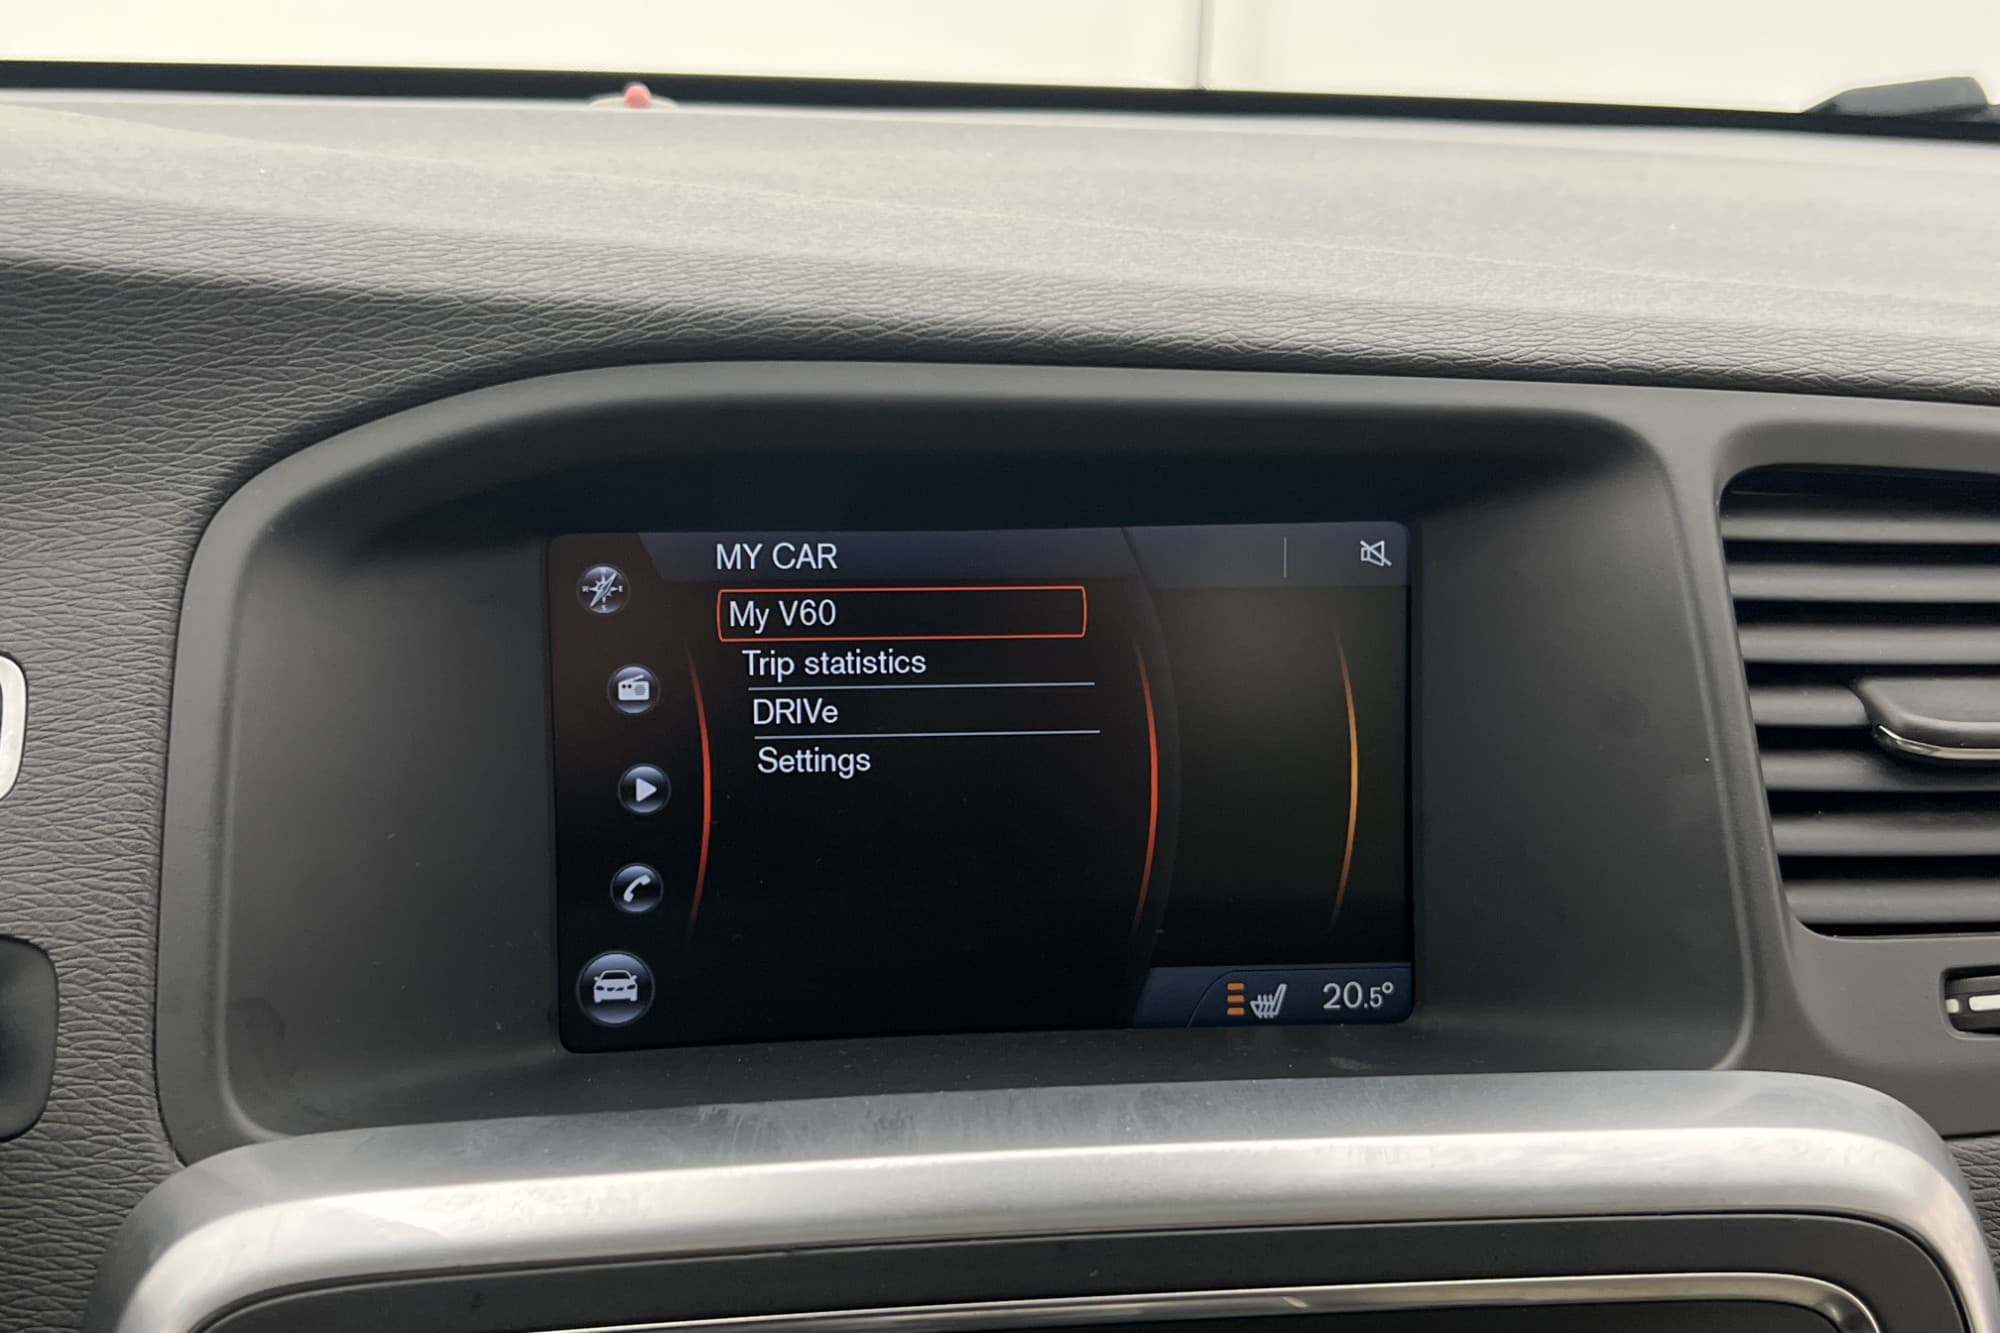 MY CAR
My V60
Trip statistics
DRIVe
Settings
20.5°